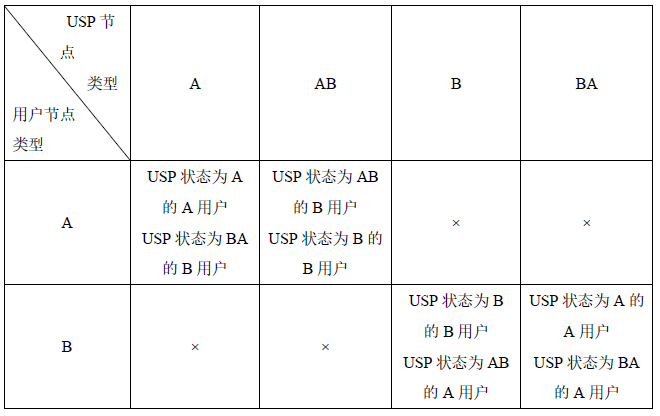 USP 节
点
类型
用户节点
类型
A
AB
B
BA
A
USP 状态为 A
的 A 用户
USP 状态为 BA
的 B 用户
USP 状态为 AB
的 B 用户
USP 状态为 B 的
B 用户
×
×
B
×
×
USP 状态为 B
的 B 用户
USP 状态为 AB
的 A 用户
USP 状态为 A 的
A 用户
USP 状态为 BA
的 A 用户